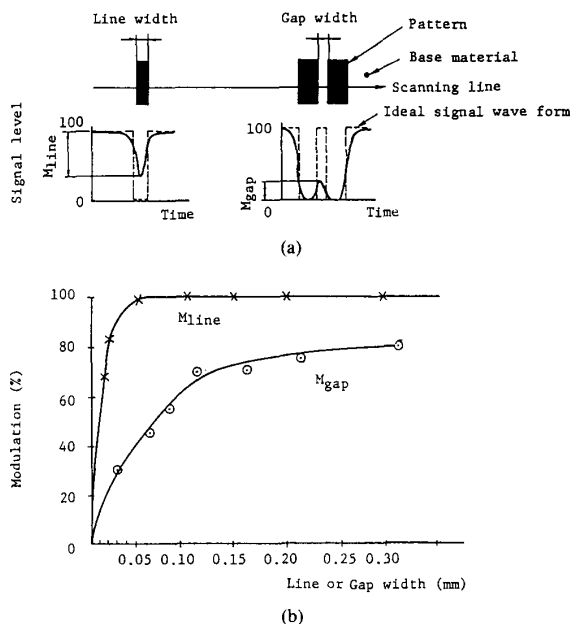 Line width
Gap width
Pattern
Base material
Scanning line
Ideal signal wave form
Signal level
100
Mline
0
Time
100
Mgap
0
Time
(a)
Modulation (%)
100
80
60
40
20
0
Mline
Mgap
0.05 0.10 0.15 0.20 0.25 0.30
Line or Gap width (mm)
(b)